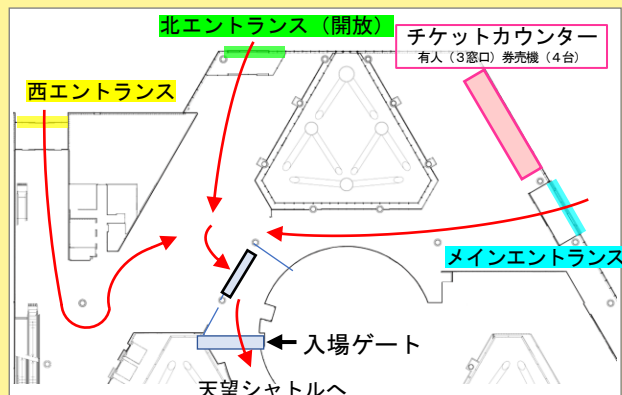 北エントランス（開放）
チケットカウンター
有人（３窓口）券売機（４台）
西エントランス
メインエントランス
入場ゲート
天望シャトルへ